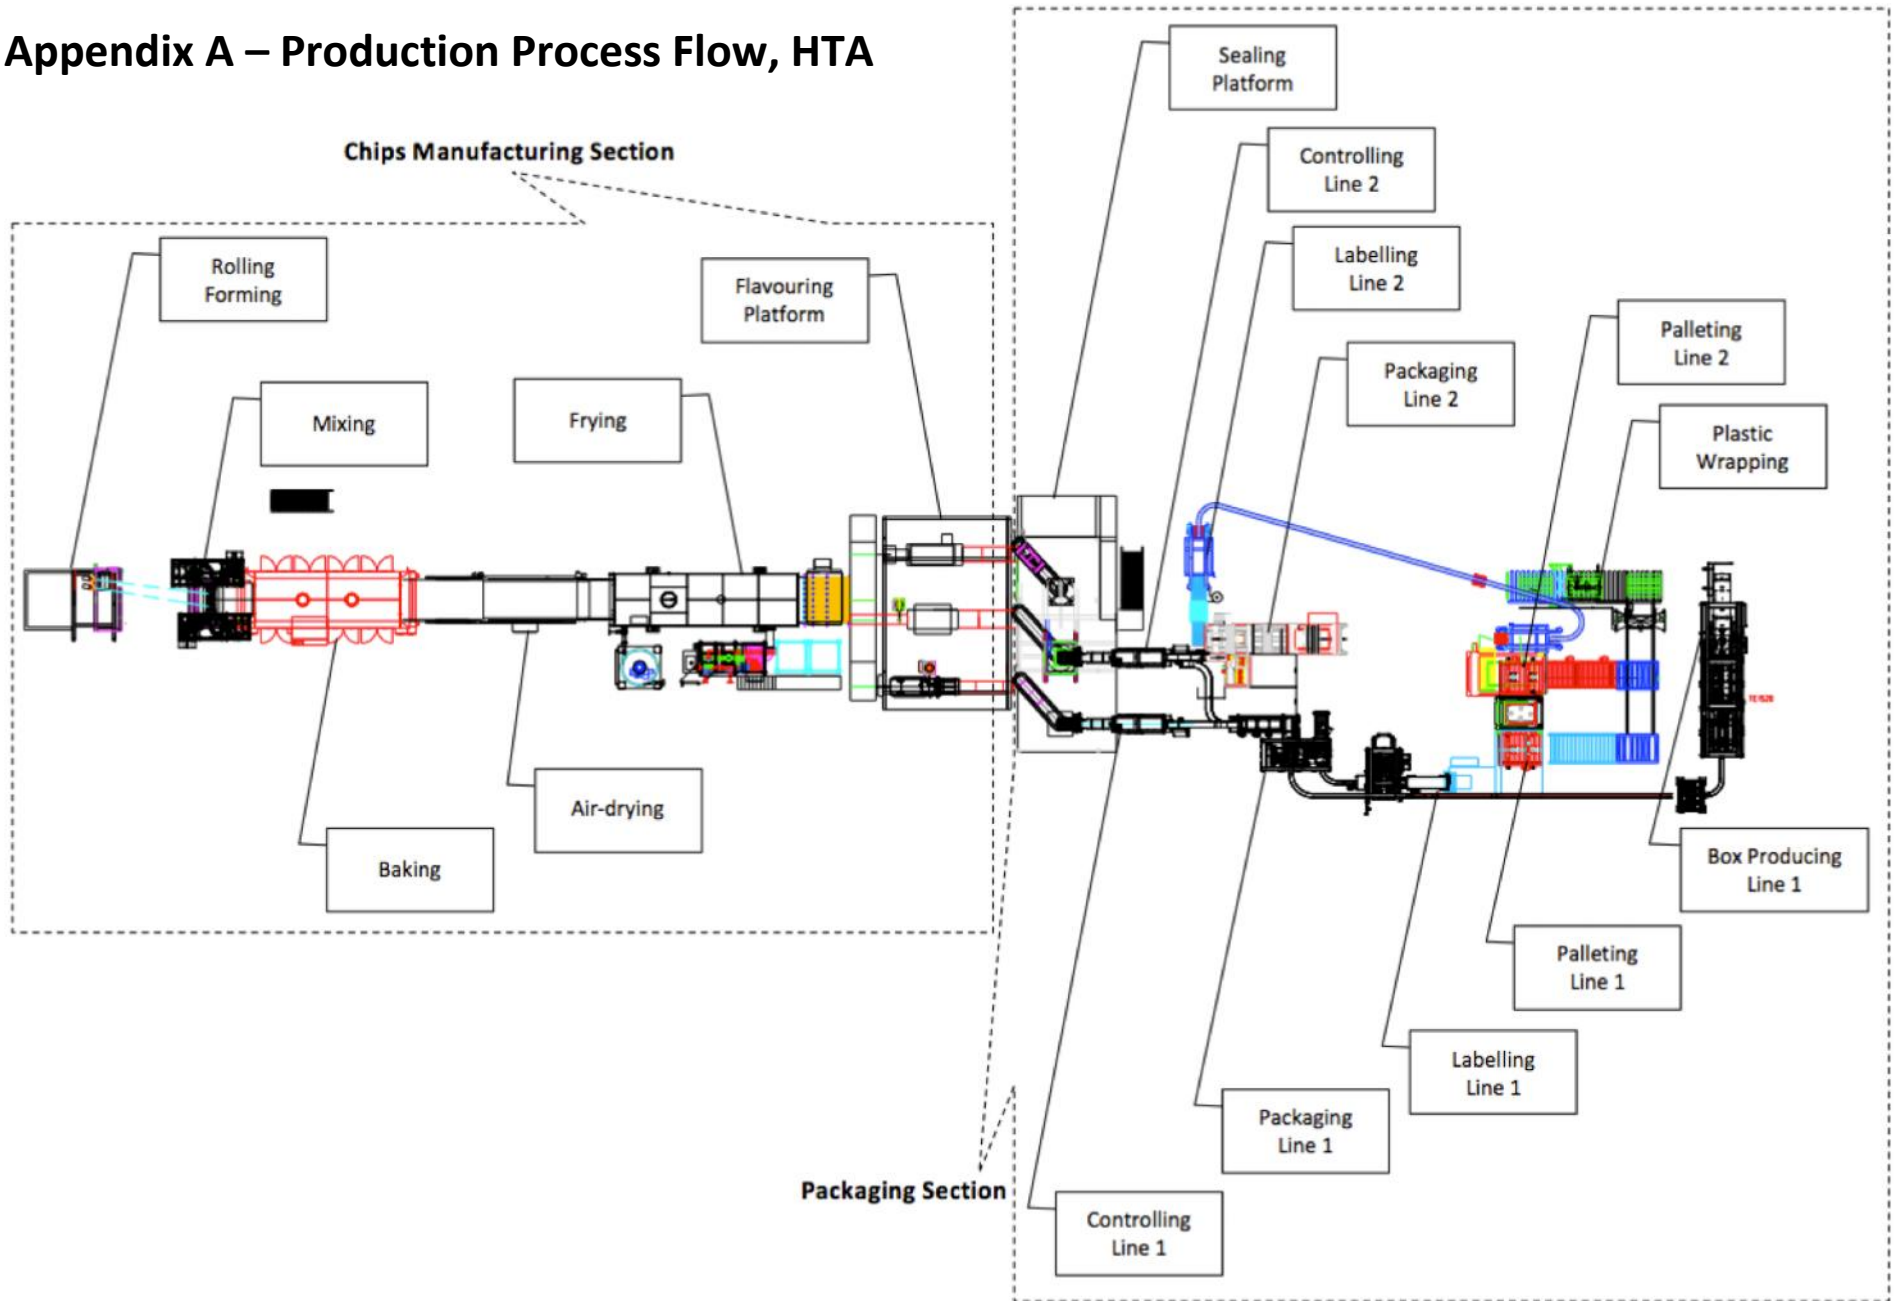 Appendix A – Production Process Flow, HTA
Chips Manufacturing Section
Rolling
Forming
Mixing
Frying
Flavouring
Platform
Baking
Air-drying
Sealing
Platform
Controlling
Line 2
Labelling
Line 2
Packaging
Line 2
Palleting
Line 2
Plastic
Wrapping
Box Producing
Line 1
Palleting
Line 1
Labelling
Line 1
Packaging
Line 1
Packaging Section
Controlling
Line 1